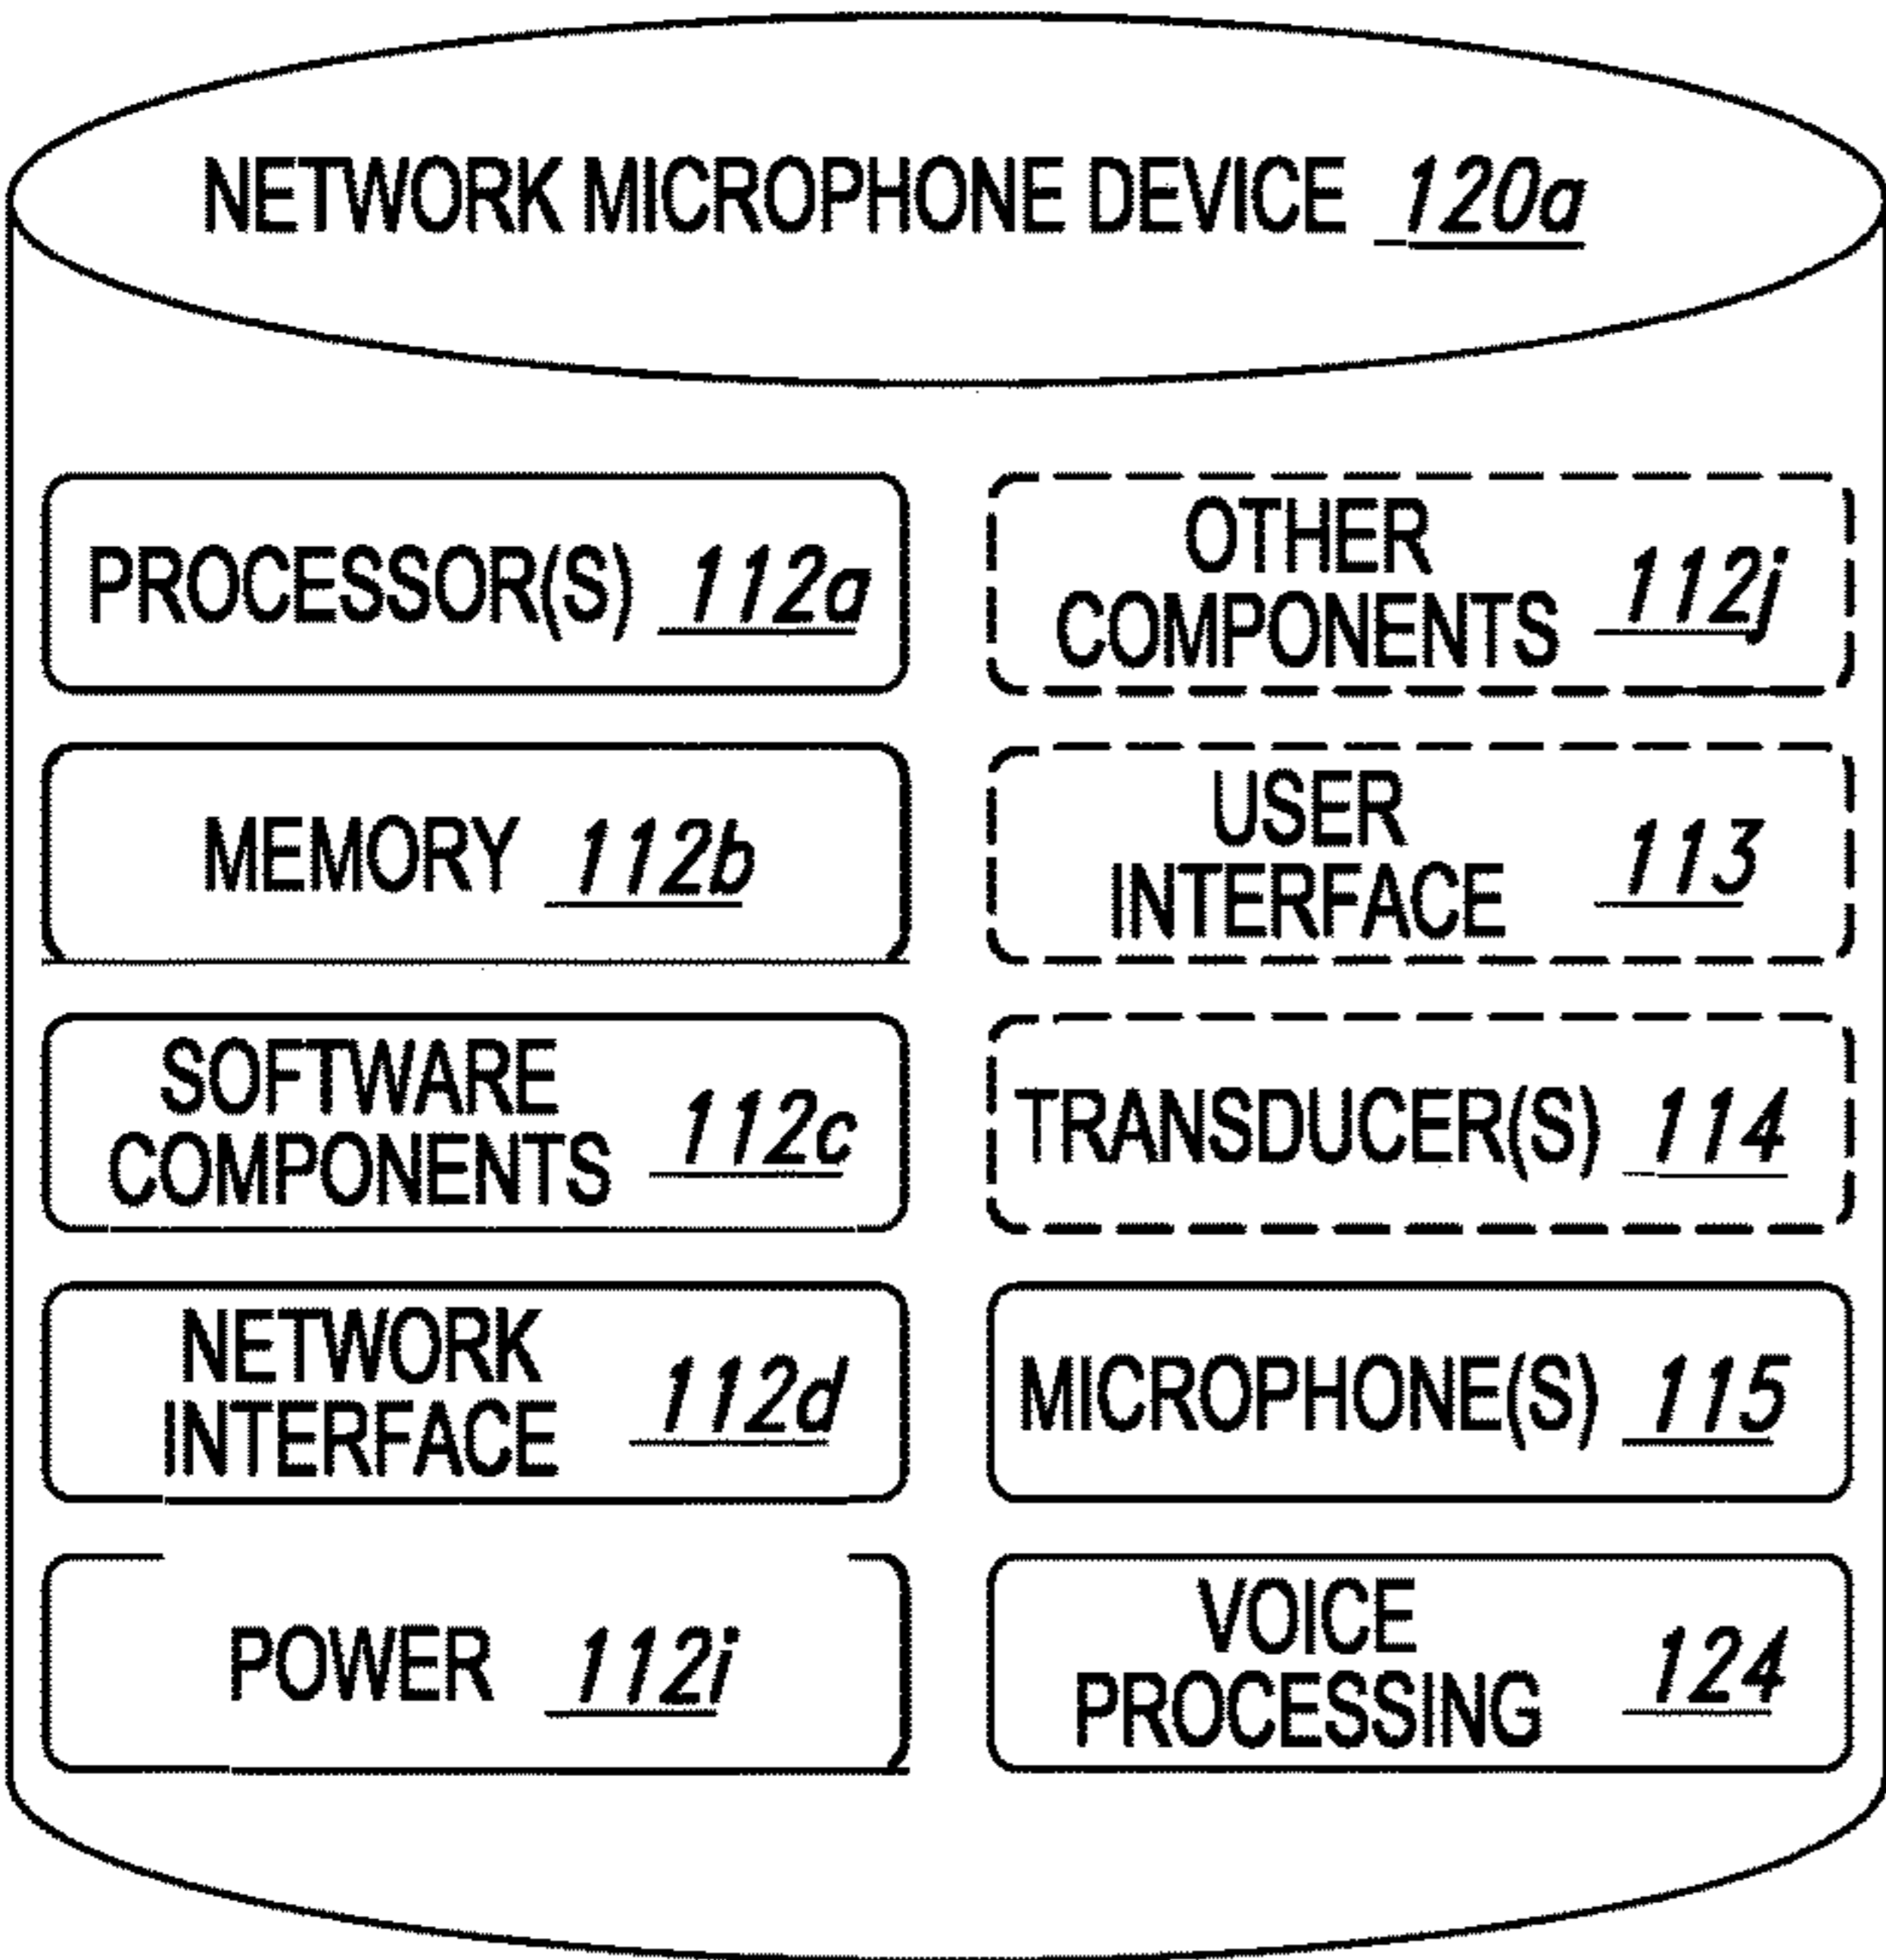 NETWORK MICROPHONE DEVICE 120a
PROCESSOR(S) 112a
MEMORY 112b
SOFTWARE
COMPONENTS 112c
NETWORK
INTERFACE 112d
POWER 112i
OTHER
COMPONENTS 112j
USER
INTERFACE 113
TRANSDUCER(S) 114
MICROPHONE(S) 115
VOICE
PROCESSING 124